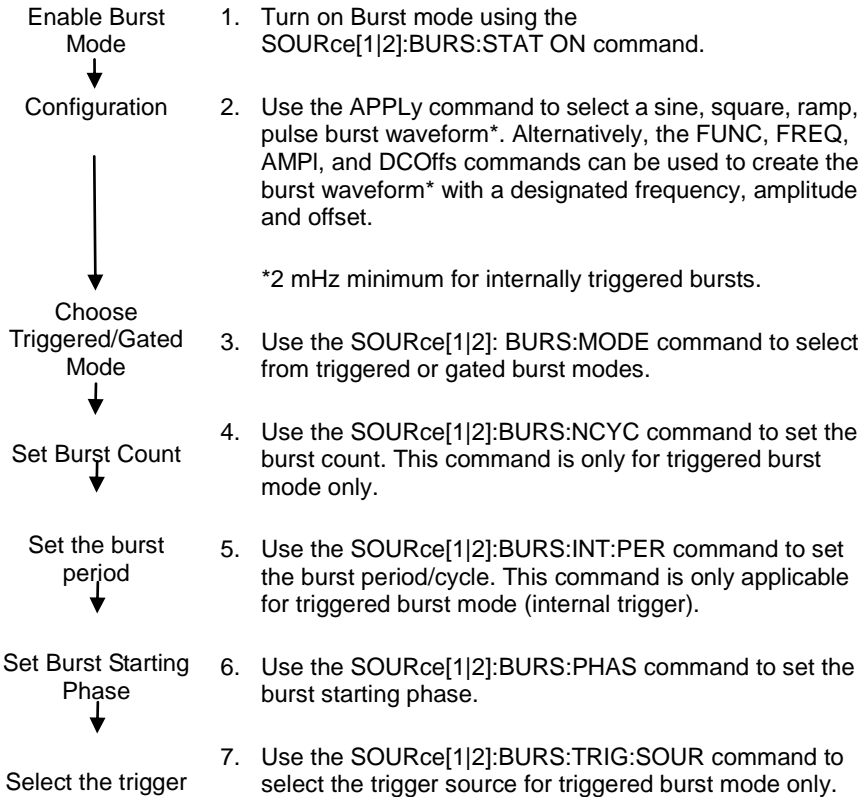 Enable Burst
Mode
1. Turn on Burst mode using the
SOURce[1|2]:BURS:STAT ON command.
Configuration
2. Use the APPLy command to select a sine, square, ramp,
pulse burst waveform*. Alternatively, the FUNC, FREQ,
AMPl, and DCOffs commands can be used to create the
burst waveform* with a designated frequency, amplitude
and offset.
*2 mHz minimum for internally triggered bursts.
Choose
Triggered/Gated
Mode
3. Use the SOURce[1|2]: BURS:MODE command to select
from triggered or gated burst modes.
Set Burst Count
4. Use the SOURce[1|2]:BURS:NCYC command to set the
burst count. This command is only for triggered burst
mode only.
Set the burst
period
5. Use the SOURce[1|2]:BURS:INT:PER command to set
the burst period/cycle. This command is only applicable
for triggered burst mode (internal trigger).
Set Burst Starting
Phase
6. Use the SOURce[1|2]:BURS:PHAS command to set the
burst starting phase.
Select the trigger
7. Use the SOURce[1|2]:BURS:TRIG:SOUR command to
select the trigger source for triggered burst mode only.